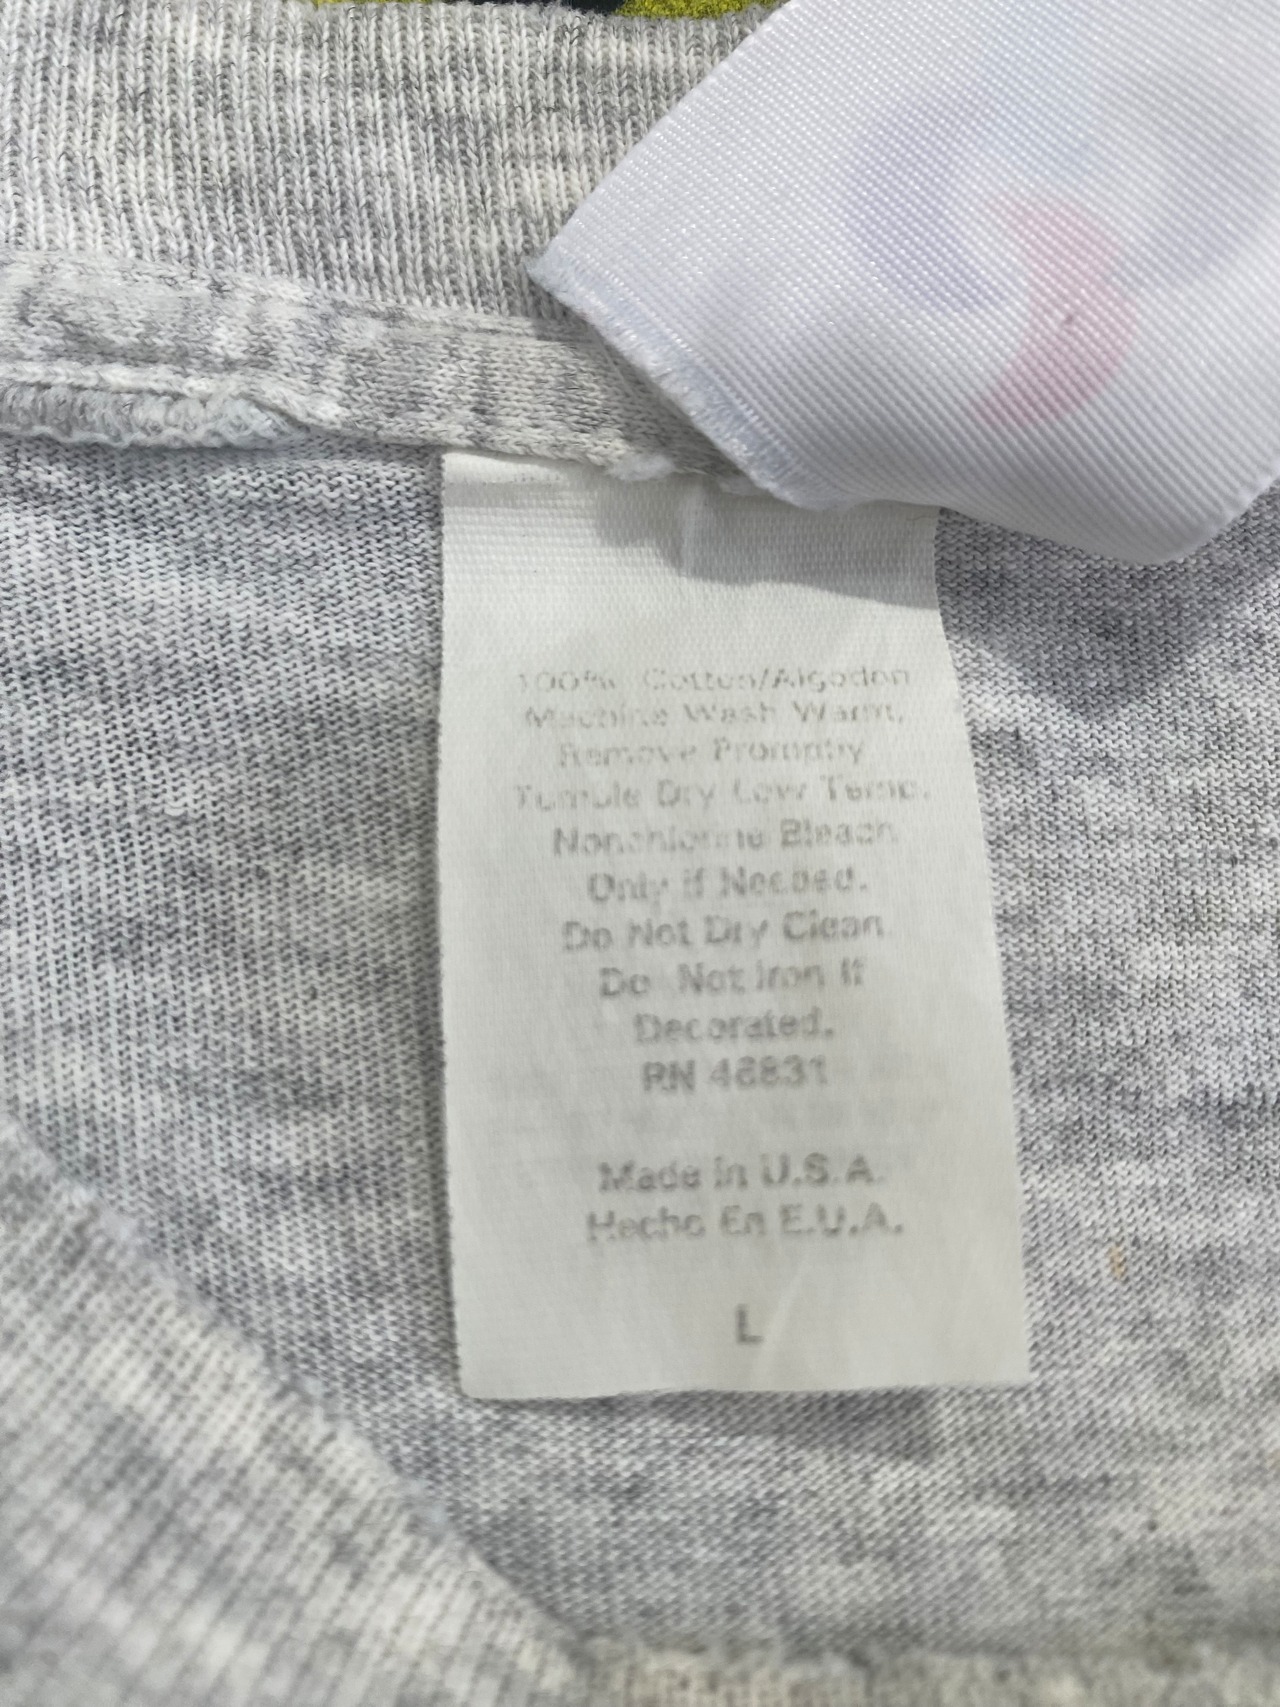 100% Cotton/Algodon
Machine Wash Warm,
Remove Promptly
Tumble Dry Low Temp.
Nonchlorine Bleach
Only if Needed.
Do Not Dry Clean
Do Not Iron If
Decorated.
RN 46831
Made in U.S.A.
Hecho En E.U.A.
L